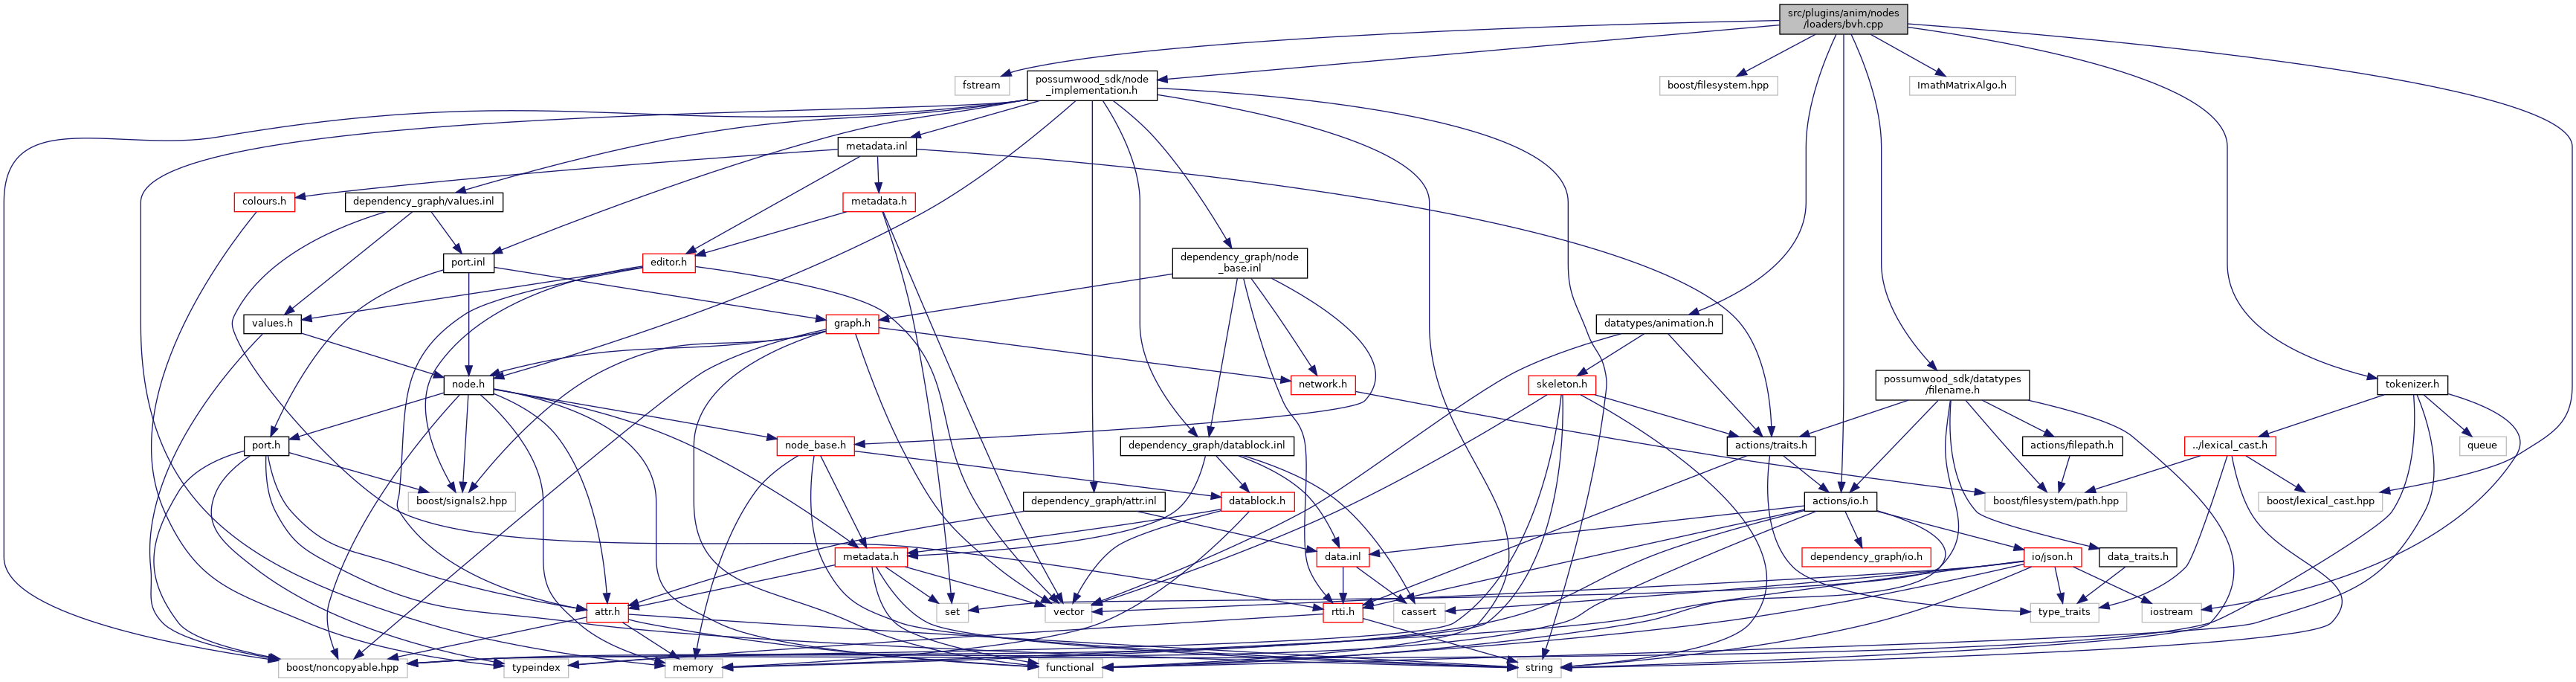 src/plugins/anim/nodes
/loaders/bvh.cpp
fstream
possumwood_sdk/node
_implementation.h
boost/filesystem.hpp
ImathMatrixAlgo.h
metadata.inl
colours.h
dependency_graph/values.inl
metadata.h
port.inl
editor.h
dependency_graph/node
_base.inl
values.h
graph.h
datatypes/animation.h
node.h
network.h
skeleton.h
possumwood_sdk/datatypes
/filename.h
tokenizer.h
port.h
node_base.h
dependency_graph/datablock.inl
actions/traits.h
actions/filepath.h
../lexical_cast.h
queue
boost/signals2.hpp
dependency_graph/attr.inl
datablock.h
actions/io.h
boost/filesystem/path.hpp
boost/lexical_cast.hpp
metadata.h
data.inl
dependency_graph/io.h
io/json.h
data_traits.h
attr.h
set
vector
rtti.h
cassert
type_traits
iostream
boost/noncopyable.hpp
typeindex
memory
functional
string